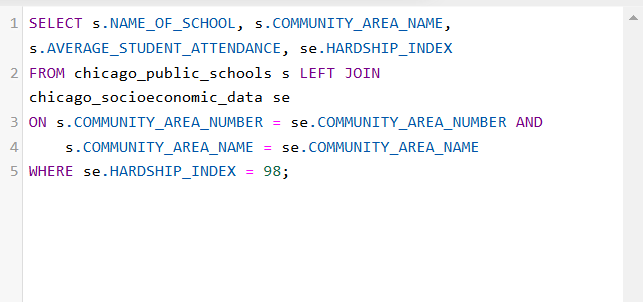 1 SELECT s.NAME_OF_SCHOOL, s.COMMUNITY_AREA_NAME,
s.AVERAGE_STUDENT_ATTENDANCE, se.HARDSHIP_INDEX
2 FROM chicago_public_schools s LEFT JOIN
chicago_socioeconomic_data se
3 ON s.COMMUNITY_AREA_NUMBER = se.COMMUNITY_AREA_NUMBER AND
4 s.COMMUNITY_AREA_NAME = se.COMMUNITY_AREA_NAME
5 WHERE se.HARDSHIP_INDEX = 98;